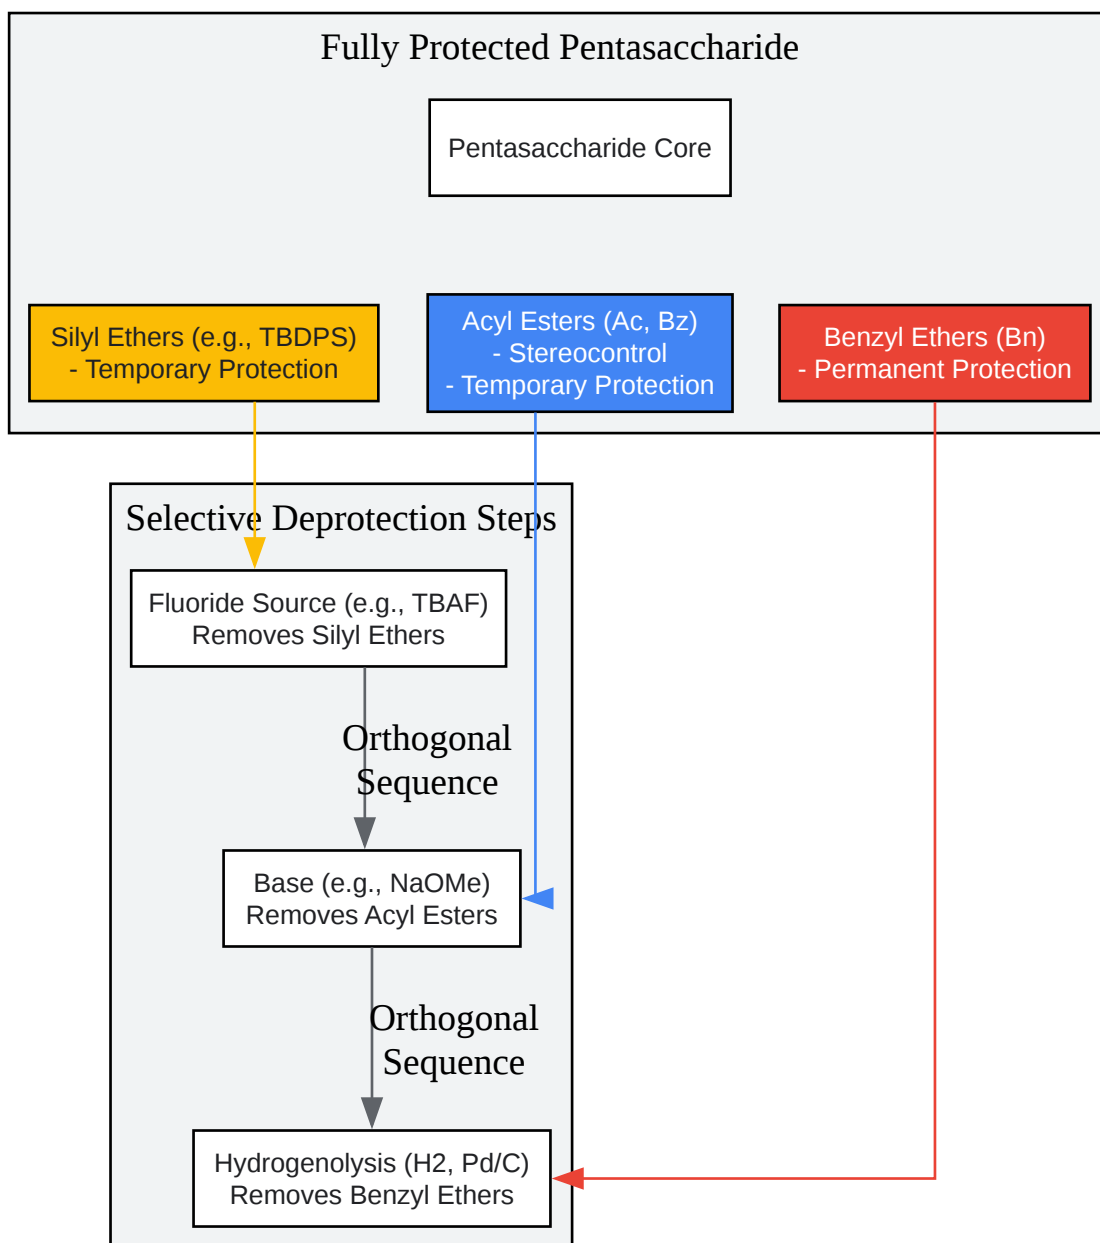 Fully Protected Pentasaccharide
Pentasaccharide Core
Silyl Ethers (e.g., TBDPS)
- Temporary Protection
Acyl Esters (Ac, Bz)
- Stereocontrol
- Temporary Protection
Benzyl Ethers (Bn)
- Permanent Protection
Selective Deprotection Steps
Fluoride Source (e.g., TBAF)
Removes Silyl Ethers
Orthogonal
Sequence
Base (e.g., NaOMe)
Removes Acyl Esters
Orthogonal
Sequence
Hydrogenolysis (H2, Pd/C)
Removes Benzyl Ethers